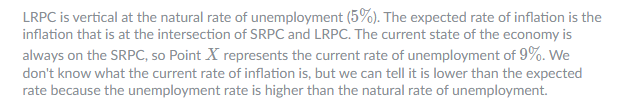 LRPC is vertical at the natural rate of unemployment (5%). The expected rate of inflation is the
inflation that is at the intersection of SRPC and LRPC. The current state of the economy is
always on the SRPC, so Point X represents the current rate of unemployment of 9%. We
don't know what the current rate of inflation is, but we can tell it is lower than the expected
rate because the unemployment rate is higher than the natural rate of unemployment.